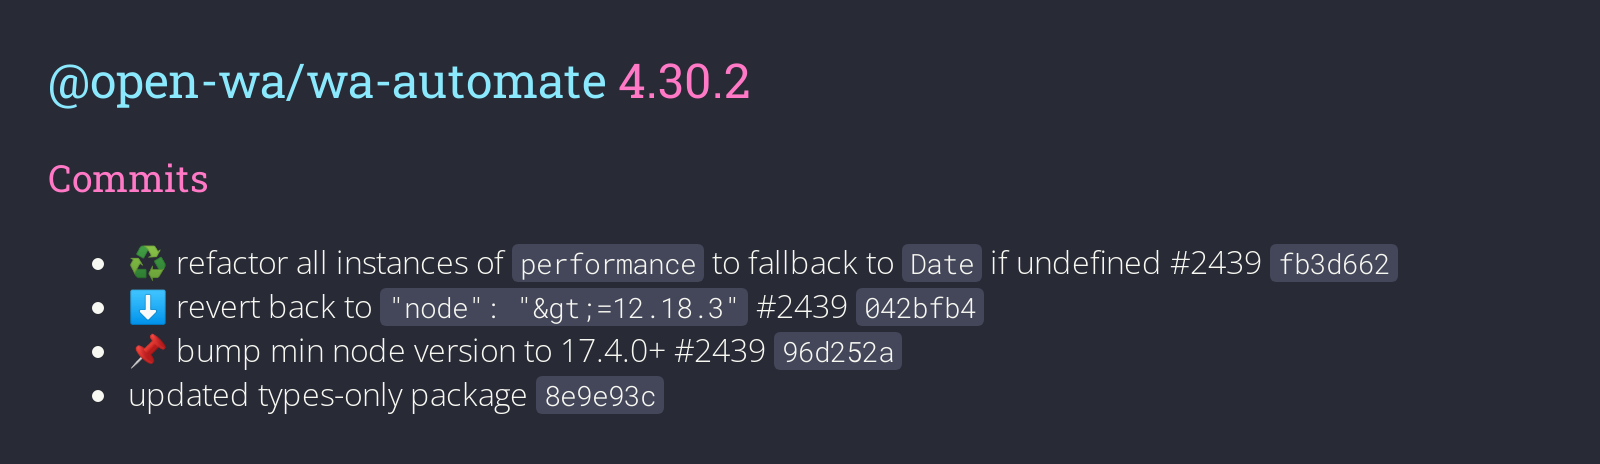 @open-wa/wa-automate 4.30.2
Commits
• ♻️ refactor all instances of performance to fallback to Date if undefined #2439 fb3d662
• ⬇️ revert back to "node": "&gt;=12.18.3" #2439 042bfb4
• 📌 bump min node version to 17.4.0+ #2439 96d252a
• updated types-only package 8e9e93c